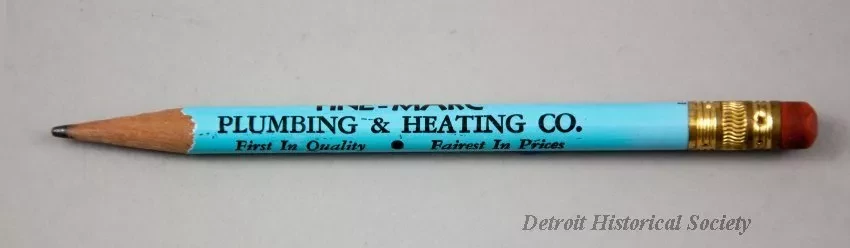 PLUMBING & HEATING CO.
First In Quality • Fairest In Prices
Detroit Historical Society